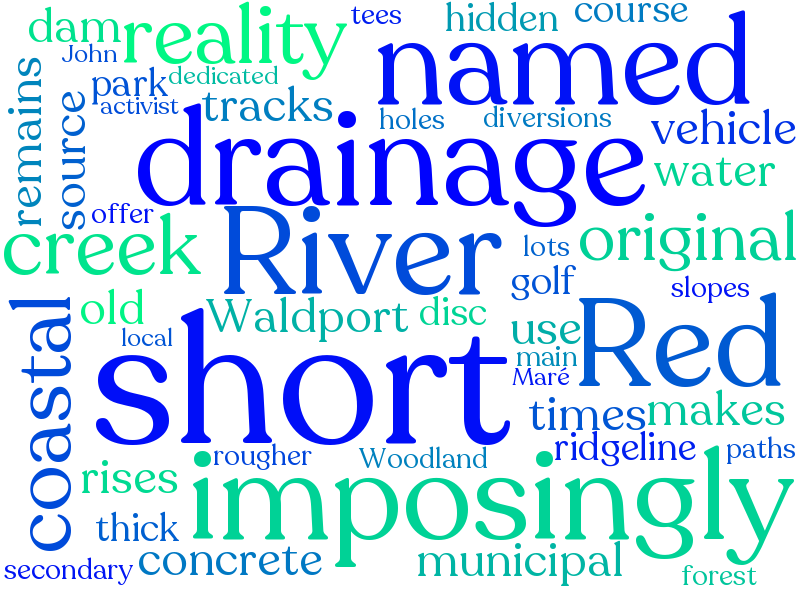 dam
reality
tees
hidden
course
John
named
park
dedicated
activist
tracks
holes
diversions
vehicle
remains
source
drainage
water
offer
creek
River
original
lots
golf
slopes
old
Waldport
disc
use
Red
coastal
local
short
main
Maré
times
makes
rougher
Woodland
ridgeline
paths
rises
imposingly
thick
concrete
municipal
secondary
forest